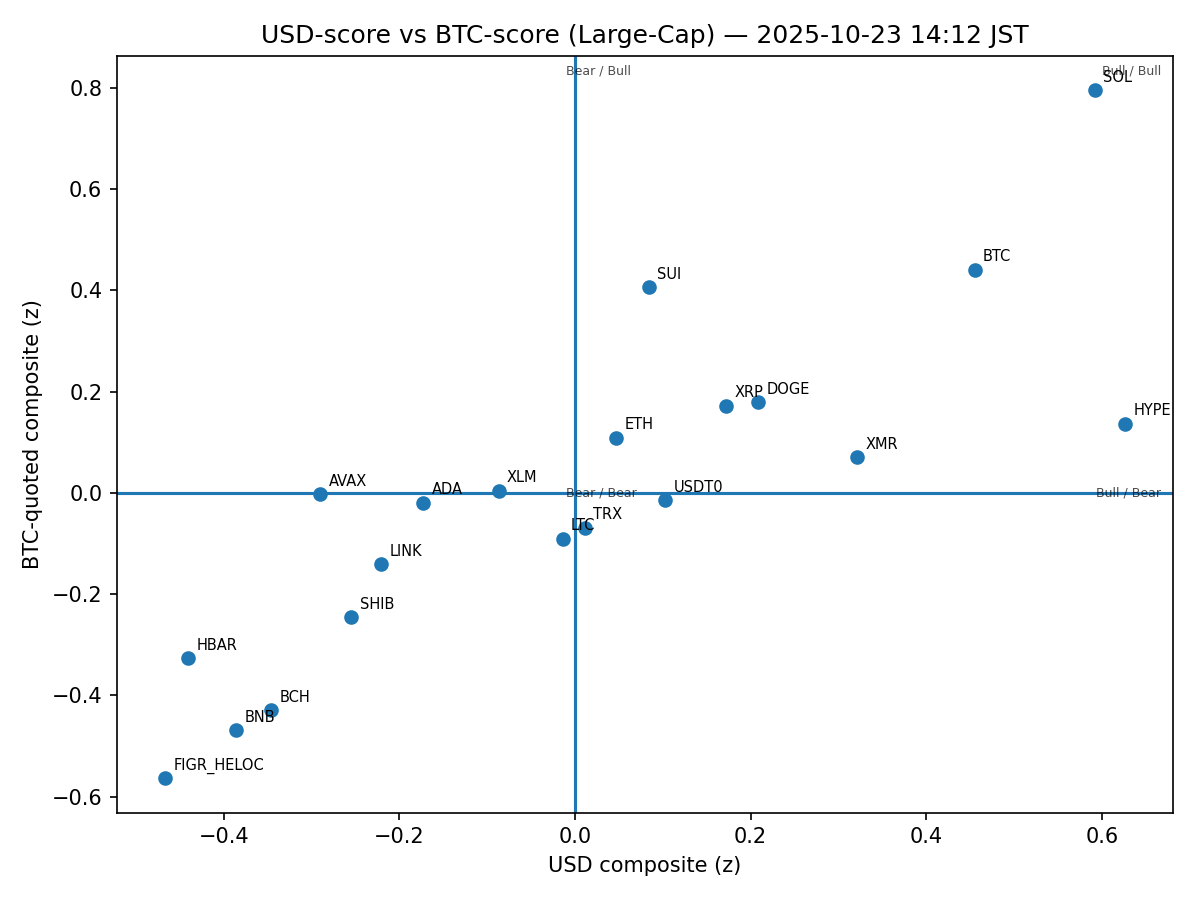 USD-score vs BTC-score (Large-Cap) — 2025-10-23 14:12 JST
Bear / Bull
Bull / Bull
SOL
BTC
SUI
HYPE
XRP
DOGE
ETH
XMR
AVAX
ADA
XLM
Bear / Bear
USDT0
Bull / Bear
LTC
TRX
LINK
SHIB
HBAR
BCH
BNB
FIGR_HELOC
0.8
0.6
0.4
0.2
0.0
−0.2
−0.4
−0.6
BTC-quoted composite (z)
−0.4
−0.2
0.0
0.2
0.4
0.6
USD composite (z)